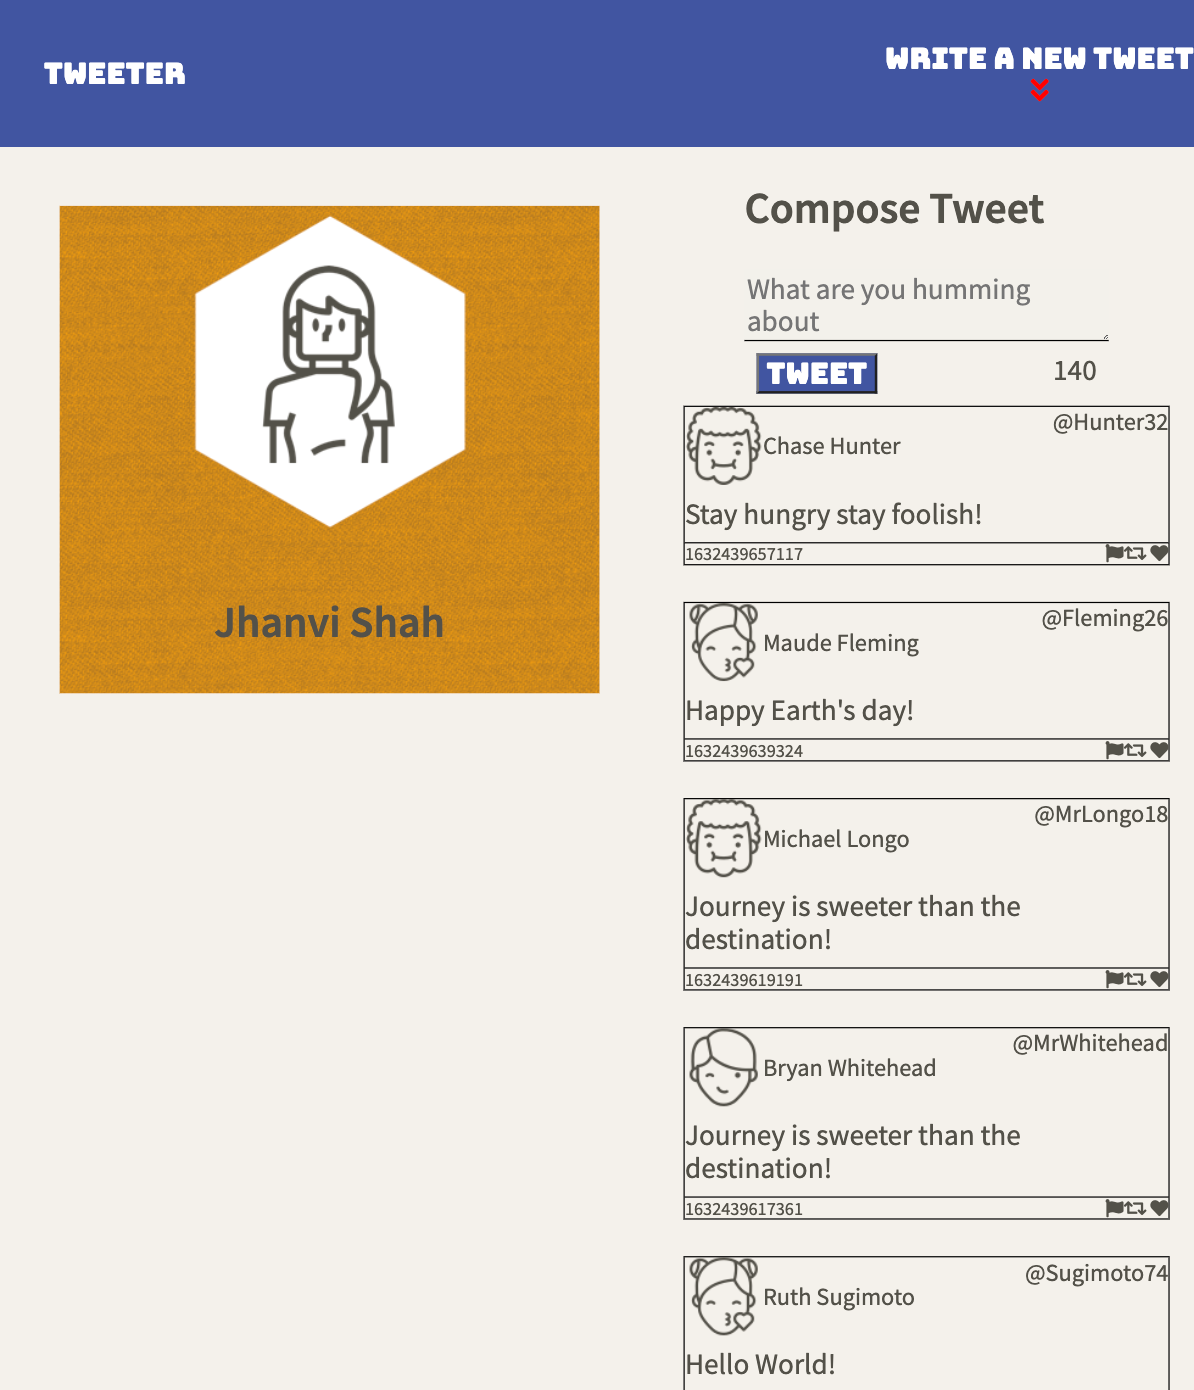 TWEETER
WRITE A NEW TWEET
Jhanvi Shah
Compose Tweet
What are you humming
about
TWEET
140
@Hunter32
Chase Hunter
Stay hungry stay foolish!
1632439657117
@Fleming26
Maude Fleming
Happy Earth's day!
1632439639324
@MrLongo18
Michael Longo
Journey is sweeter than the
destination!
1632439619191
@MrWhitehead
Bryan Whitehead
Journey is sweeter than the
destination!
1632439617361
@Sugimoto74
Ruth Sugimoto
Hello World!